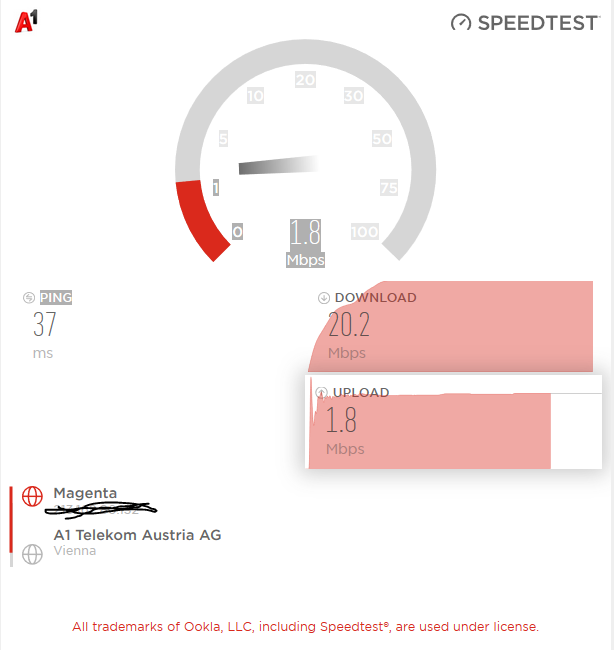 A1
SPEEDTEST
20
10
30
5
50
1
75
0
1.8
100
Mbps
PING
DOWNLOAD
37
20.2
ms
Mbps
UPLOAD
1.8
Mbps
Magenta
A1 Telekom Austria AG
Vienna
All trademarks of Ookla, LLC, including Speedtest®, are used under license.